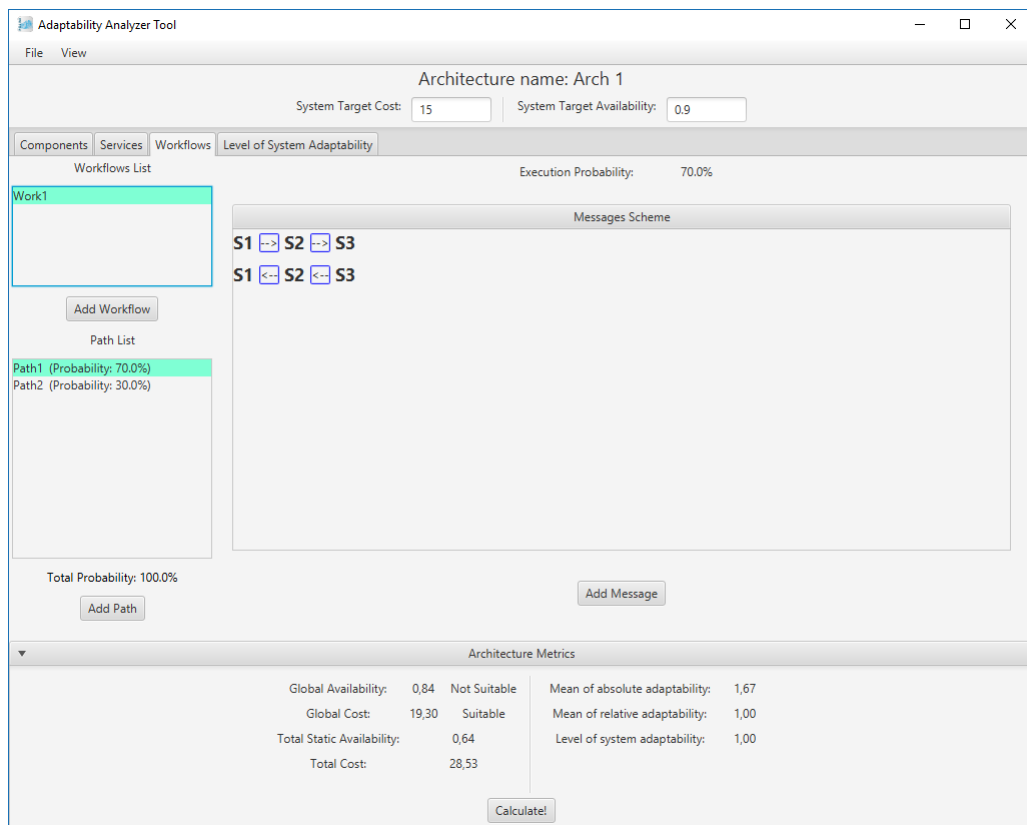 Adaptability Analyzer Tool
File View
Architecture name: Arch 1
System Target Cost: 15 System Target Availability: 0.9
Components Services Workflows Level of System Adaptability
Workflows List
Execution Probability: 70.0%
Work1
Messages Scheme
S1 --> S2 --> S3
S1 <-- S2 <-- S3
Add Workflow
Path List
Path1 (Probability: 70.0%)
Path2 (Probability: 30.0%)
Total Probability: 100.0%
Add Message
Add Path
Architecture Metrics
Global Availability: 0,84 Not Suitable Mean of absolute adaptability: 1,67
Global Cost: 19,30 Suitable Mean of relative adaptability: 1,00
Total Static Availability: 0,64 Level of system adaptability: 1,00
Total Cost: 28,53
Calculate!